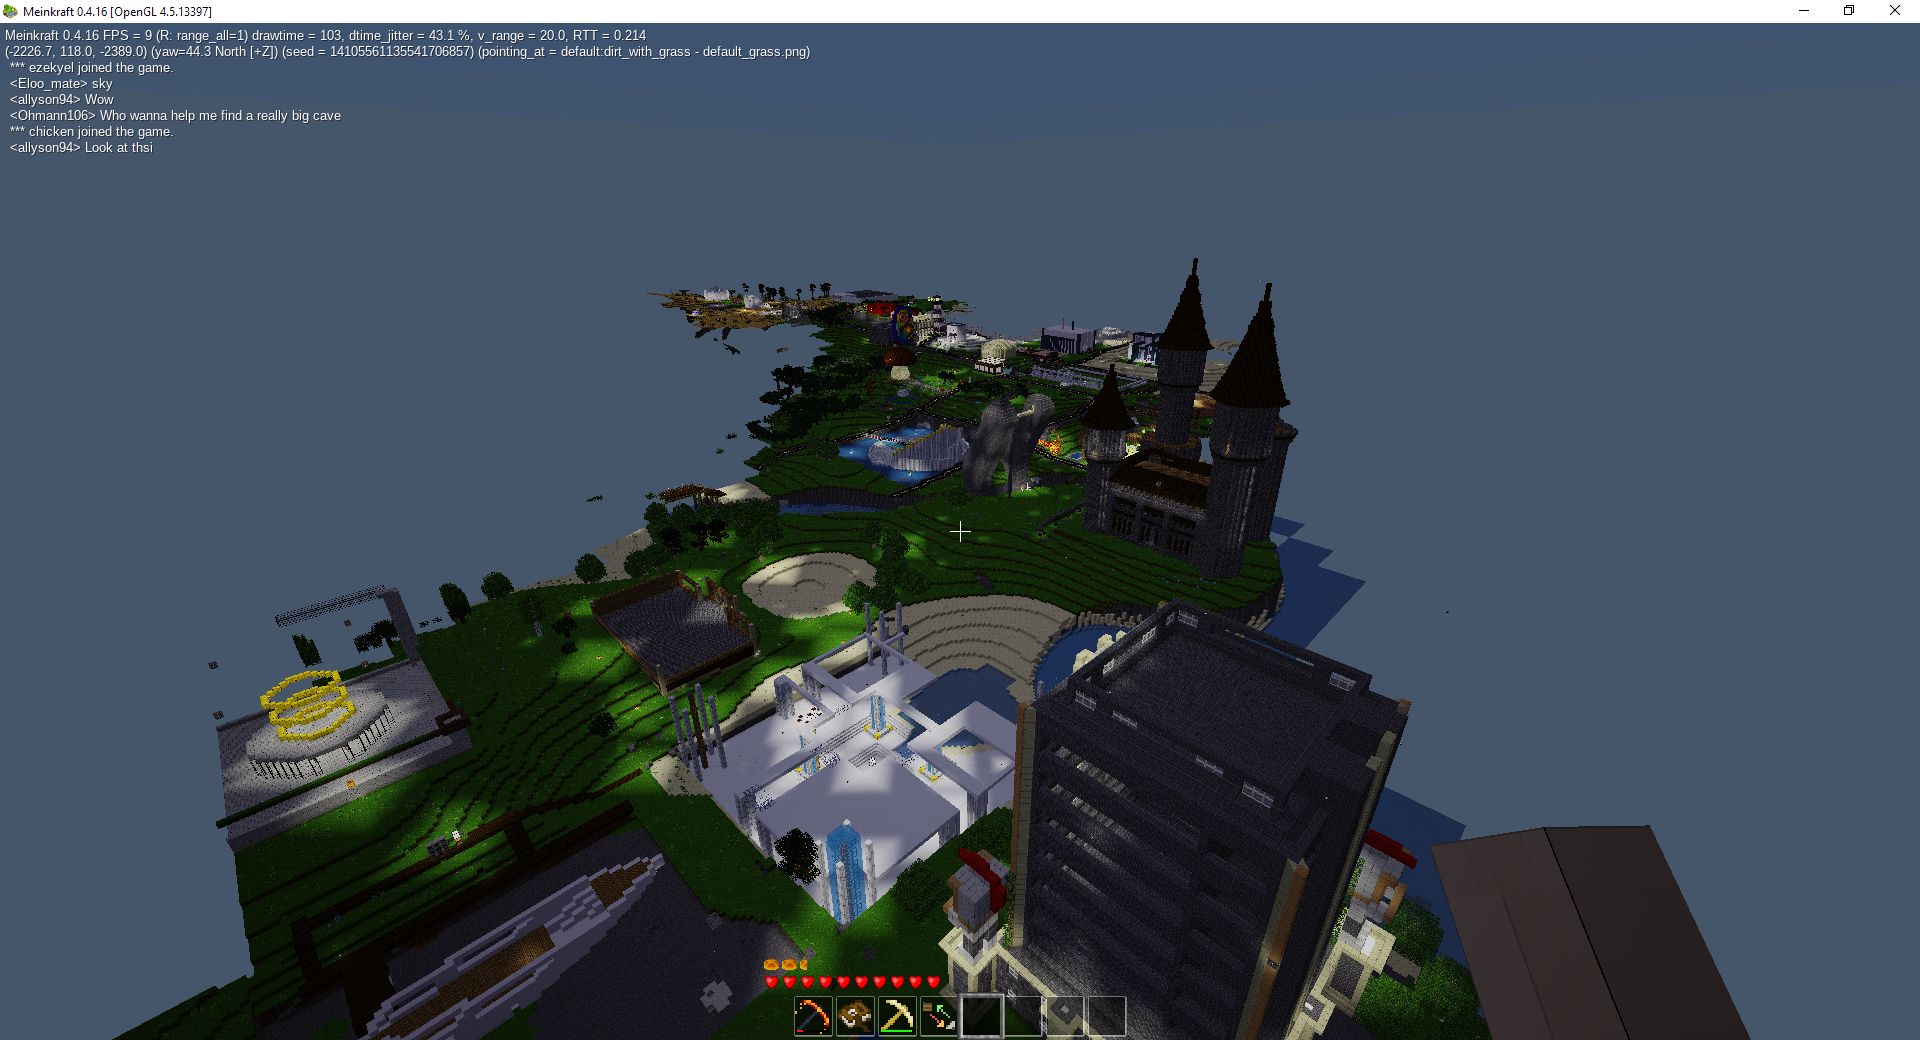 Meinkraft 0.4.16 [OpenGL 4.5.13397]
Meinkraft 0.4.16 FPS = 9 (R: range_all=1) drawtime = 103, dtime_jitter = 43.1 %, v_range = 20.0, RTT = 0.214
(-2226.7, 118.0, -2389.0) (yaw=44.3 North [+Z]) (seed = 14105561135541706857) (pointing_at = default:dirt_with_grass - default_grass.png)
*** ezekyel joined the game.
<Eloo_mate> sky
<allyson94> Wow
<Ohmann106> Who wanna help me find a really big cave
*** chicken joined the game.
<allyson94> Look at thsi